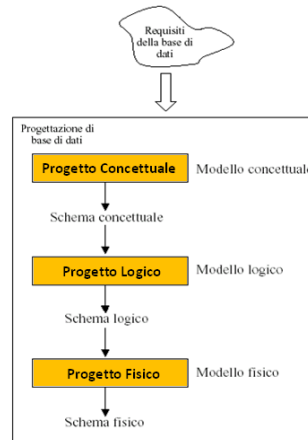 Requisiti
della base di
dati
Progettazione di
base di dati
Progetto Concettuale
Modello concettuale
Schema concettuale
Progetto Logico
Modello logico
Schema logico
Progetto Fisico
Modello fisico
Schema fisico